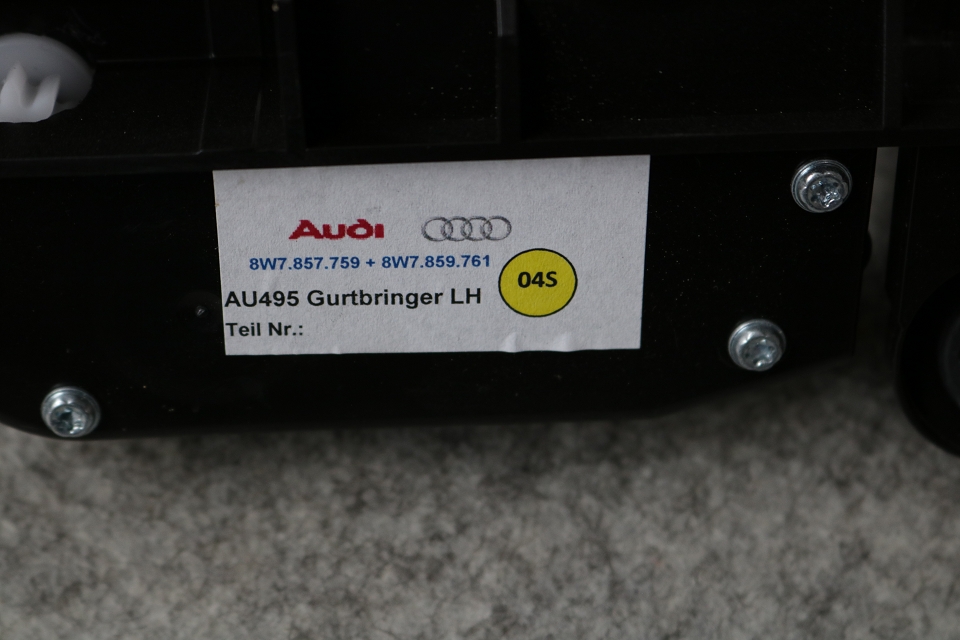 Audi
8W7.857.759 + 8W7.859.761
04S
AU495 Gurtbringer LH
Teil Nr.: